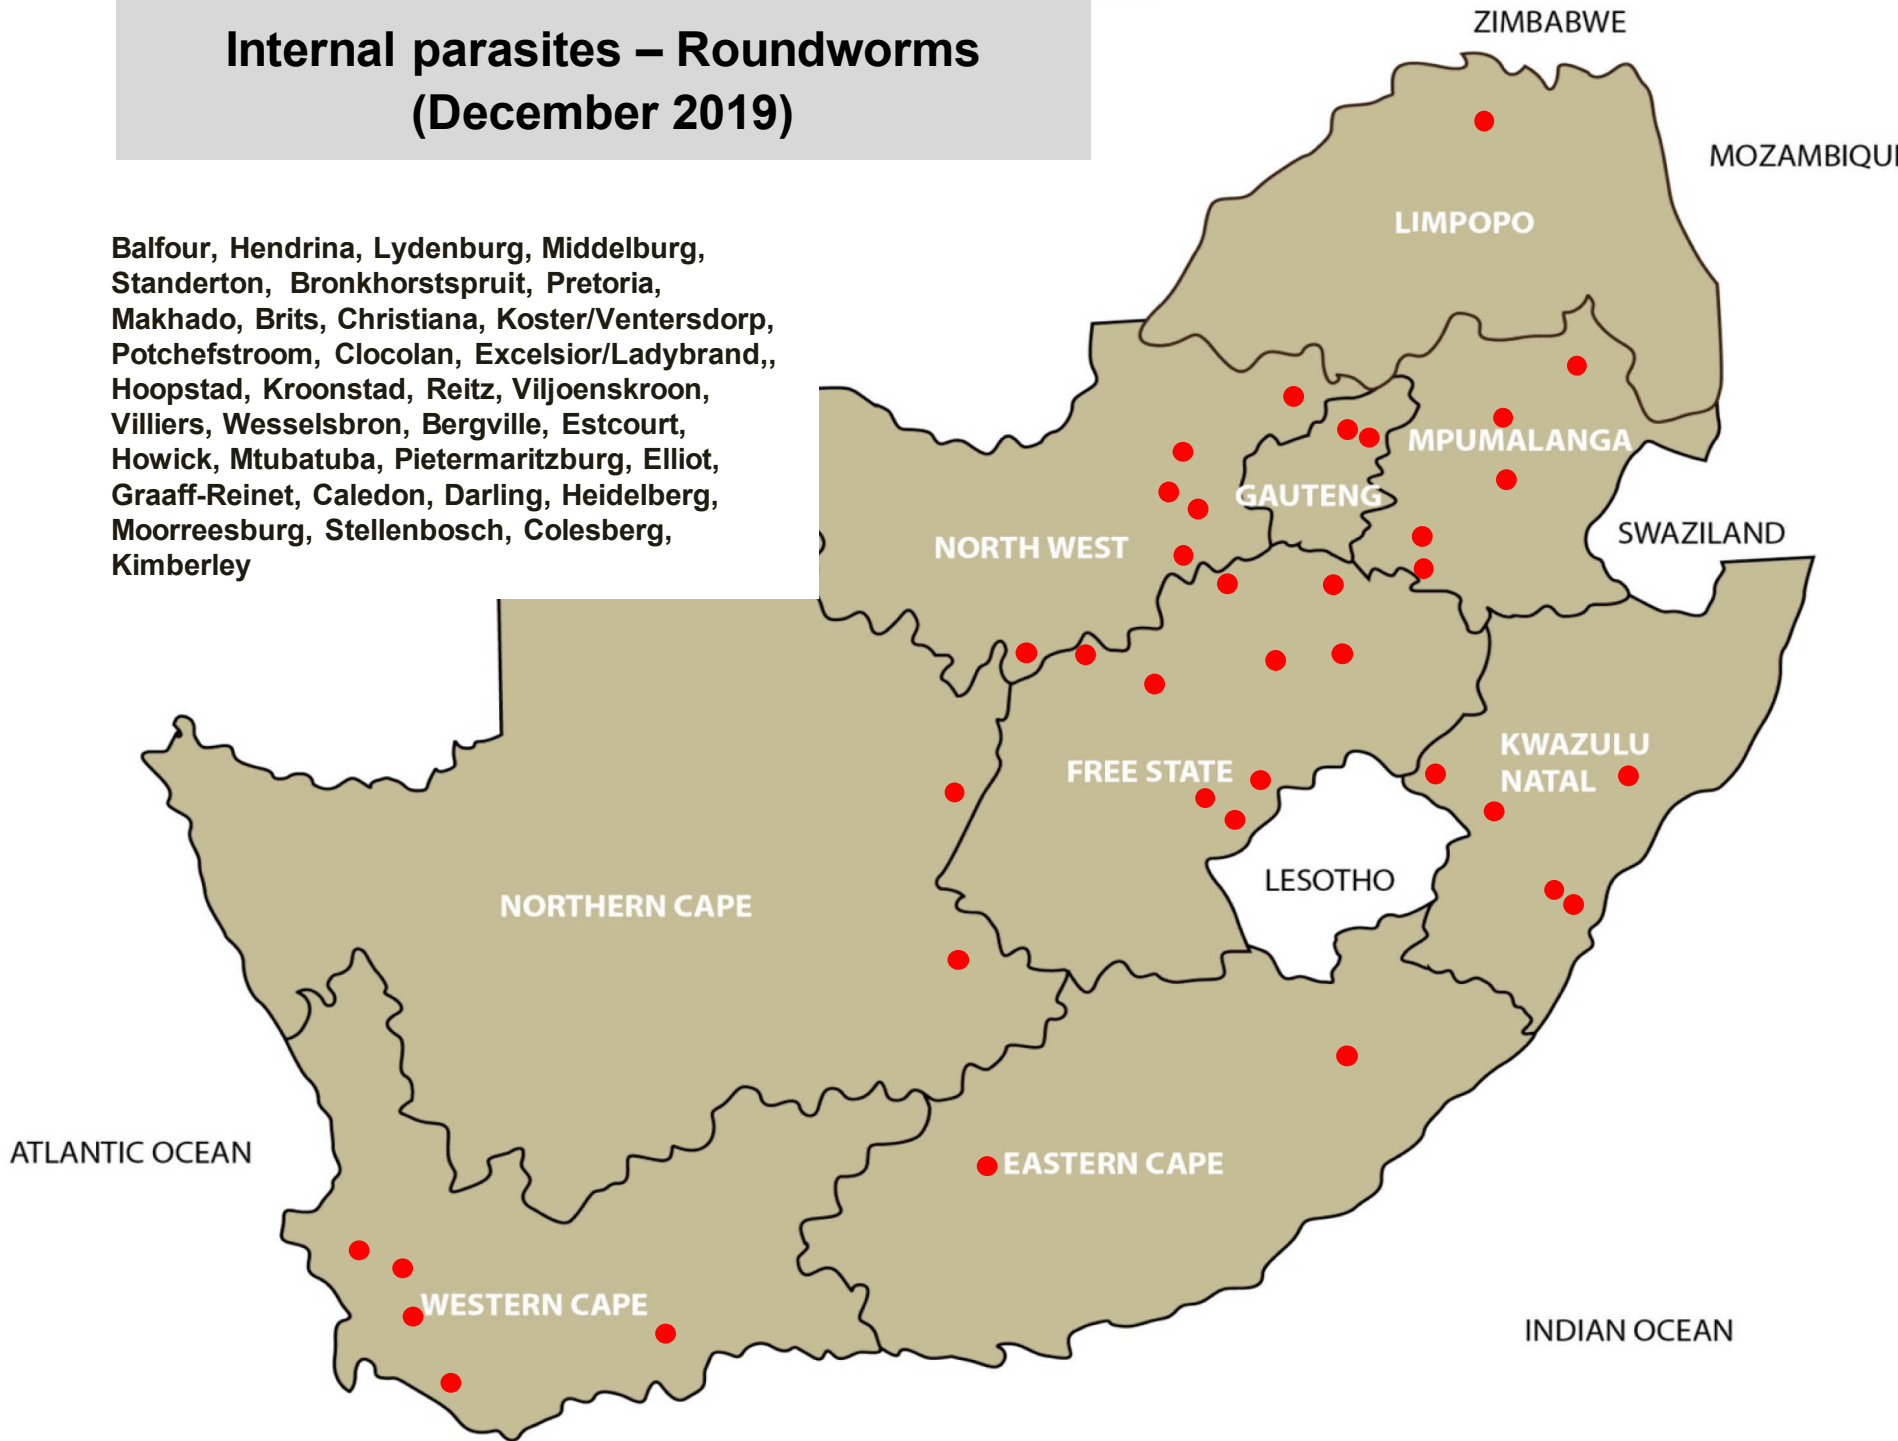 Internal parasites – Roundworms
(December 2019)
Balfour, Hendrina, Lydenburg, Middelburg,
Standerton, Bronkhorstspruit, Pretoria,
Makhado, Brits, Christiana, Koster/Ventersdorp,
Potchefstroom, Clocolan, Excelsior/Ladybrand,,
Hoopstad, Kroonstad, Reitz, Viljoenskroon,
Villiers, Wesselsbron, Bergville, Estcourt,
Howick, Mtubatuba, Pietermaritzburg, Elliot,
Graaff-Reinet, Caledon, Darling, Heidelberg,
Moorreesburg, Stellenbosch, Colesberg,
Kimberley
ZIMBABWE
MOZAMBIQUE
LIMPOPO
MPUMALANGA
GAUTENG
SWAZILAND
NORTH WEST
KWAZULU
NATAL
FREE STATE
LESOTHO
NORTHERN CAPE
ATLANTIC OCEAN
EASTERN CAPE
WESTERN CAPE
INDIAN OCEAN